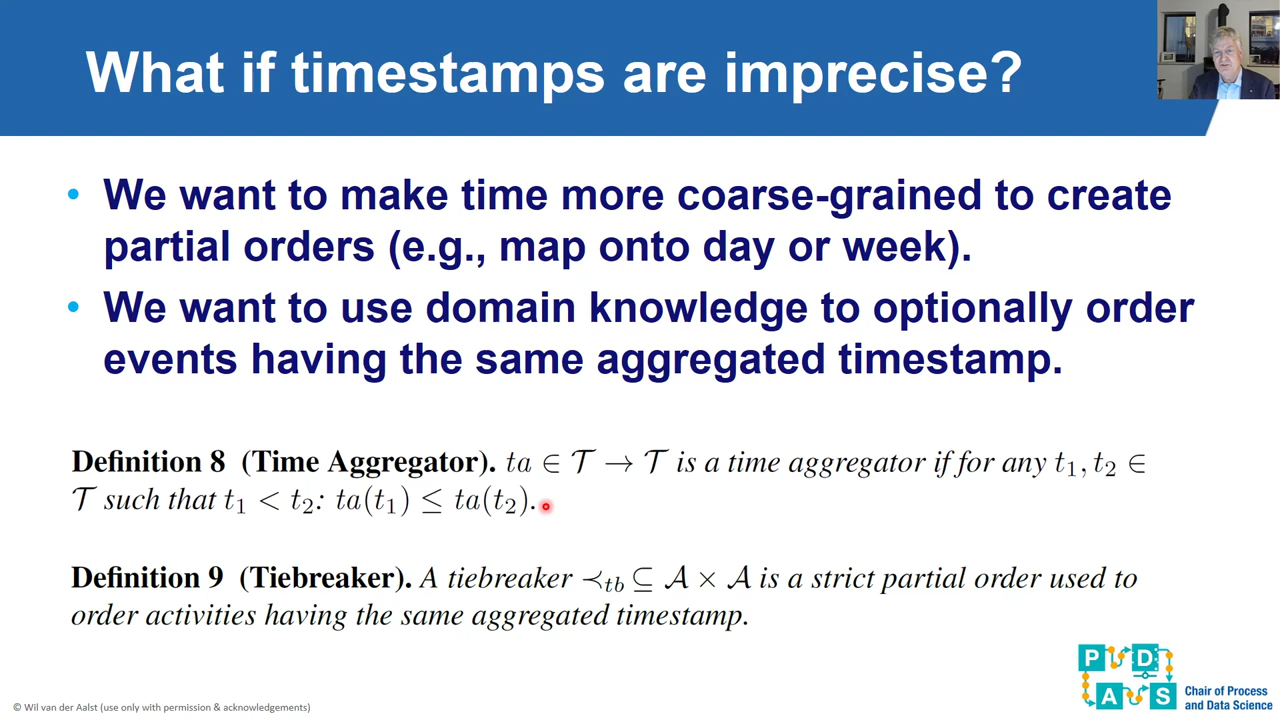 What if timestamps are imprecise?
• We want to make time more coarse-grained to create
partial orders (e.g., map onto day or week).
• We want to use domain knowledge to optionally order
events having the same aggregated timestamp.
Definition 8 (Time Aggregator). ta ∈ 𝒯 → 𝒯 is a time aggregator if for any t₁, t₂ ∈
𝒯 such that t₁ < t₂: ta(t₁) ≤ ta(t₂).
Definition 9 (Tiebreaker). A tiebreaker ≺tb ⊆ 𝒜 × 𝒜 is a strict partial order used to
order activities having the same aggregated timestamp.
P D
A S
Chair of Process
and Data Science
© Wil van der Aalst (use only with permission & acknowledgements)